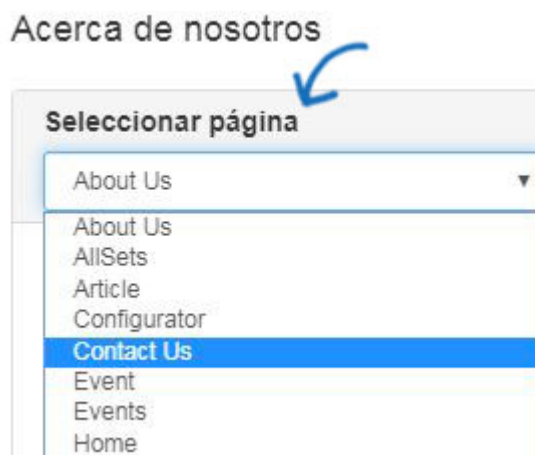 Acerca de nosotros
Seleccionar página
About Us
About Us
AllSets
Article
Configurator
Contact Us
Event
Events
Home